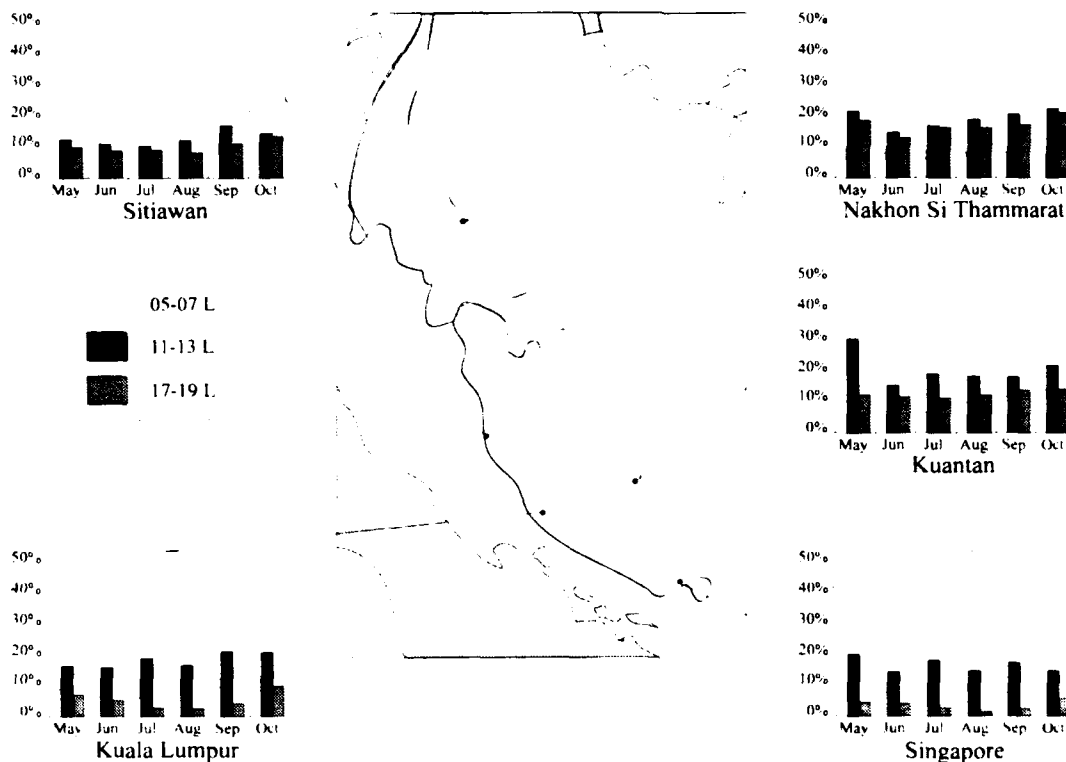 50%
40%
30%
20%
10%
0%
May Jun Jul Aug Sep Oct
Sitiawan
50%
40%
30%
20%
10%
0%
May Jun Jul Aug Sep Oct
Nakhon Si Thammarat
05-07 L
11-13 L
17-19 L
50%
40%
30%
20%
10%
0%
May Jun Jul Aug Sep Oct
Kuantan
50%
40%
30%
20%
10%
0%
May Jun Jul Aug Sep Oct
Kuala Lumpur
50%
40%
30%
20%
10%
0%
May Jun Jul Aug Sep Oct
Singapore